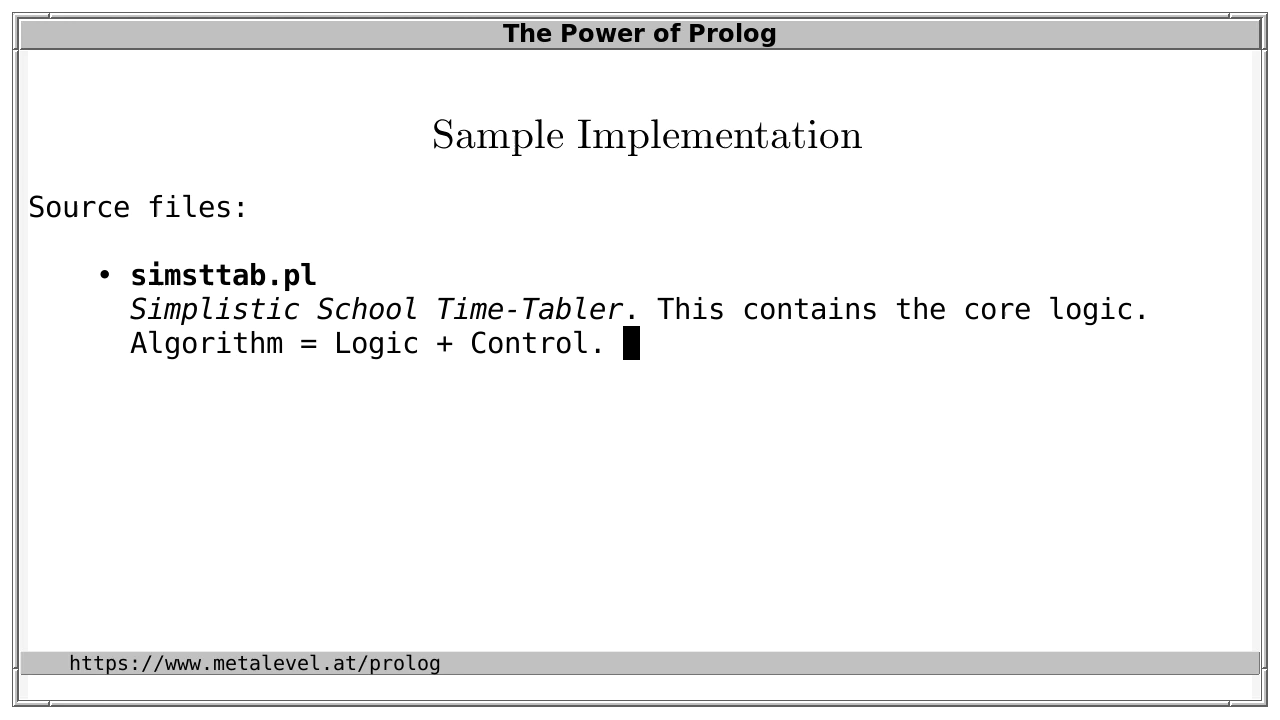 The Power of Prolog
Sample Implementation
Source files:
• simsttab.pl
Simplistic School Time-Tabler. This contains the core logic.
Algorithm = Logic + Control.
https://www.metalevel.at/prolog